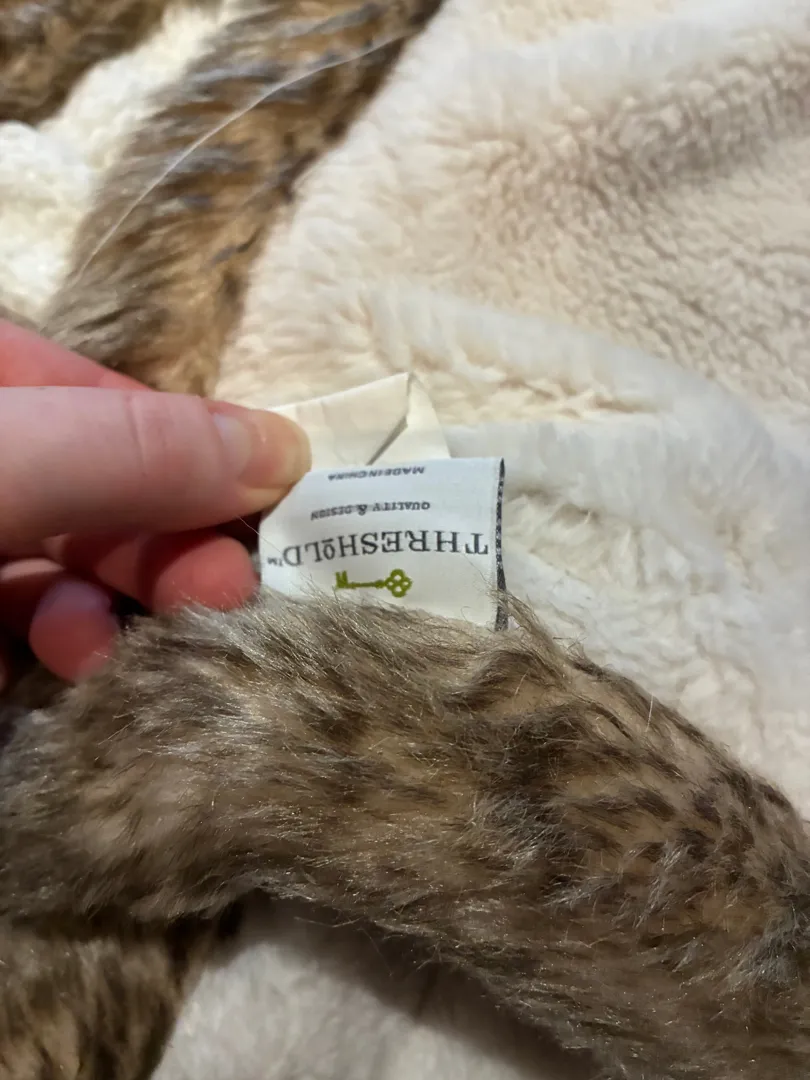 THRESHOLD™
QUALITY & DESIGN
MADE IN CHINA